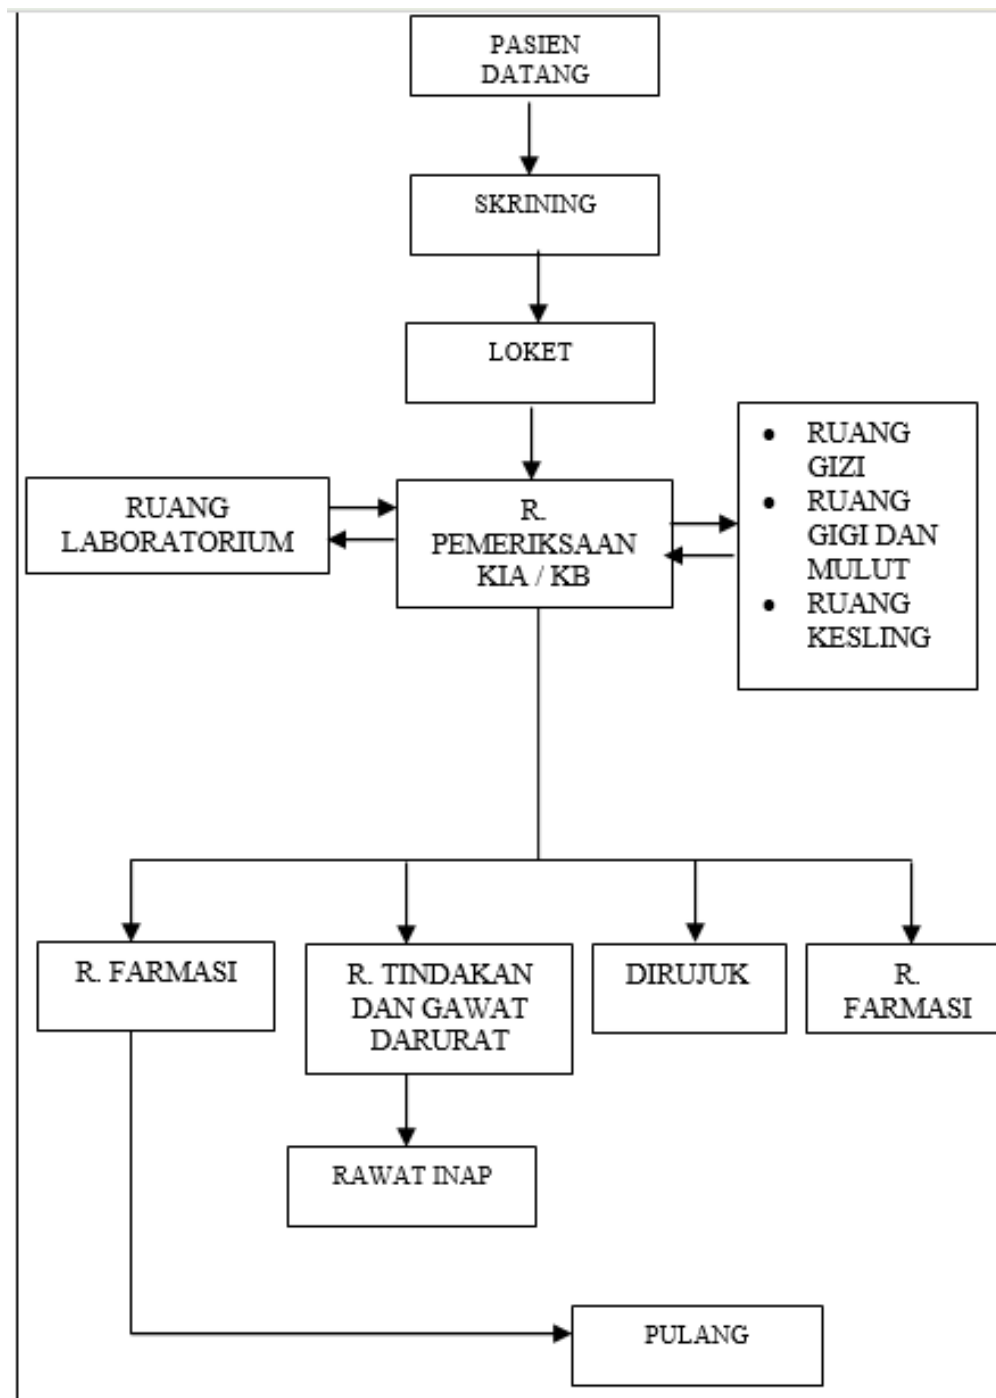 PASIEN
DATANG
SKRINING
LOKET
RUANG
LABORATORIUM
R.
PEMERIKSAAN
KIA / KB
• RUANG
GIZI
• RUANG
GIGI DAN
MULUT
• RUANG
KESLING
R. FARMASI
R. TINDAKAN
DAN GAWAT
DARURAT
DIRUJUK
R.
FARMASI
RAWAT INAP
PULANG